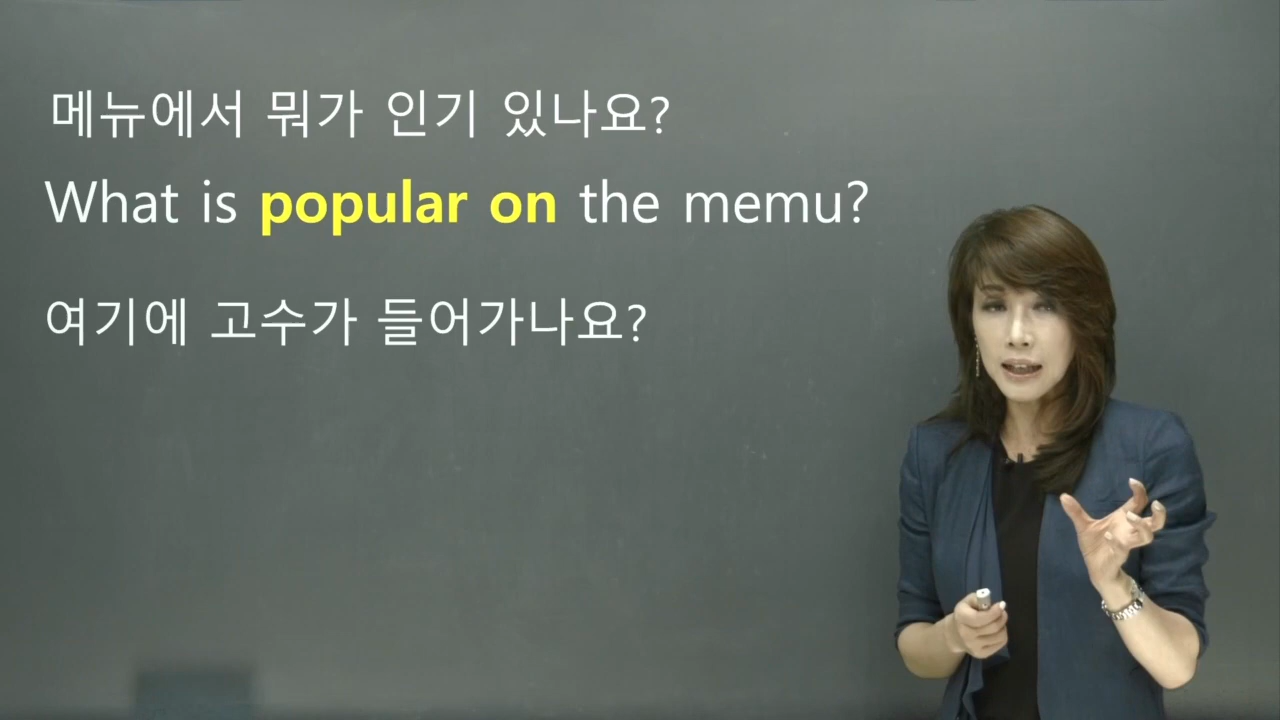 메뉴에서 뭐가 인기 있나요?
What is popular on the memu?
여기에 고수가 들어가나요?